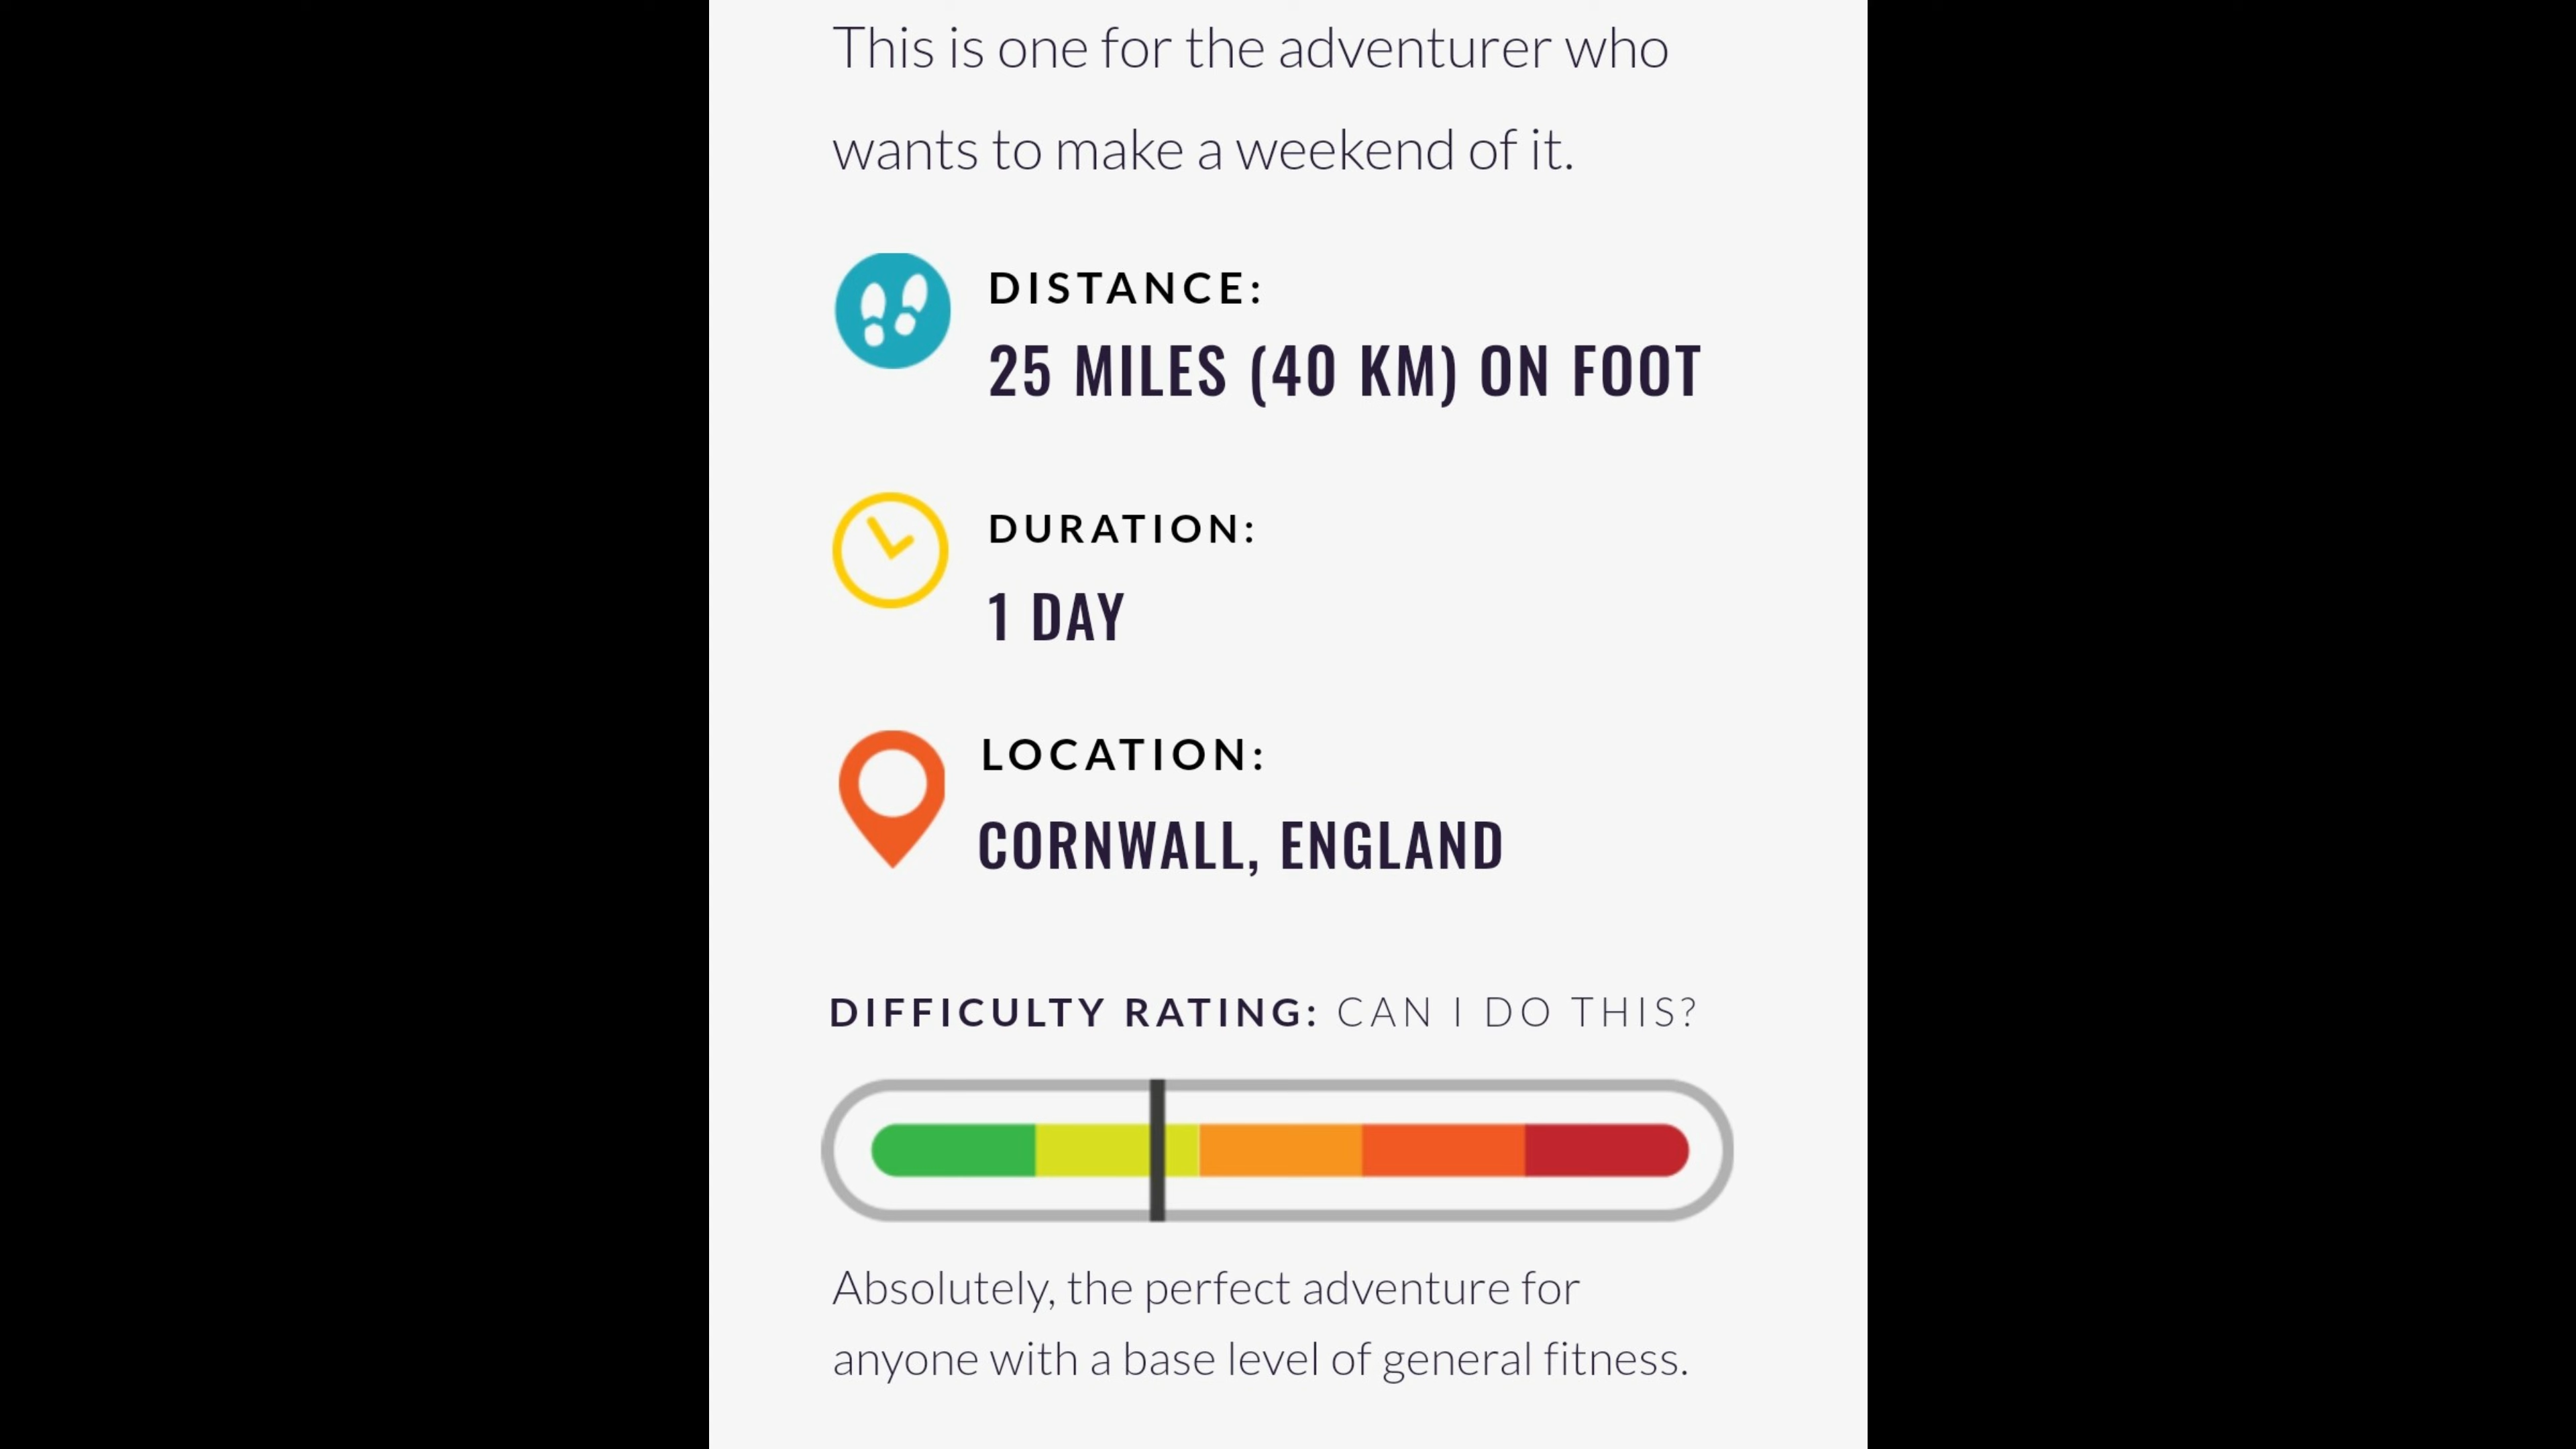 This is one for the adventurer who
wants to make a weekend of it.
DISTANCE:
25 MILES (40 KM) ON FOOT
DURATION:
1 DAY
LOCATION:
CORNWALL, ENGLAND
DIFFICULTY RATING: CAN I DO THIS?
Absolutely, the perfect adventure for
anyone with a base level of general fitness.